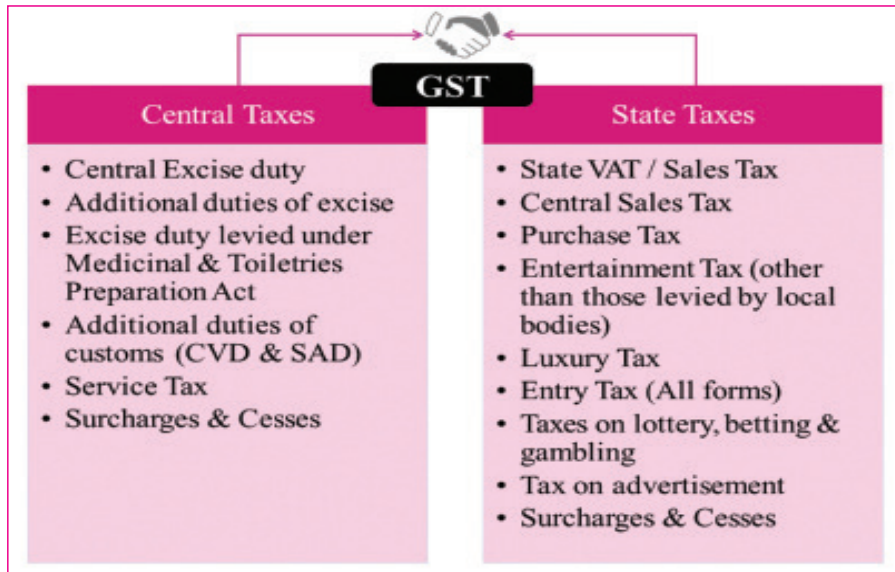 GST
Central Taxes
• Central Excise duty
• Additional duties of excise
• Excise duty levied under
Medicinal & Toiletries
Preparation Act
• Additional duties of
customs (CVD & SAD)
• Service Tax
• Surcharges & Cesses
State Taxes
• State VAT / Sales Tax
• Central Sales Tax
• Purchase Tax
• Entertainment Tax (other
than those levied by local
bodies)
• Luxury Tax
• Entry Tax (All forms)
• Taxes on lottery, betting &
gambling
• Tax on advertisement
• Surcharges & Cesses